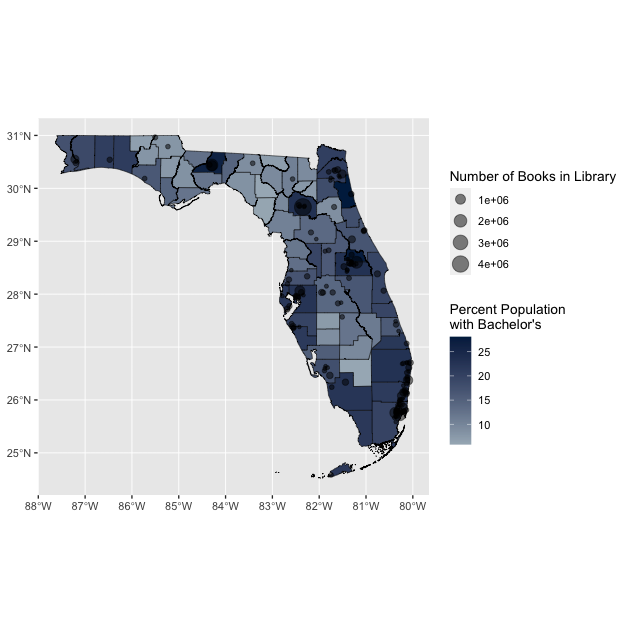 31°N
30°N
29°N
28°N
27°N
26°N
25°N
88°W 87°W 86°W 85°W 84°W 83°W 82°W 81°W 80°W
Number of Books in Library
1e+06
2e+06
3e+06
4e+06
Percent Population
with Bachelor's
25
20
15
10